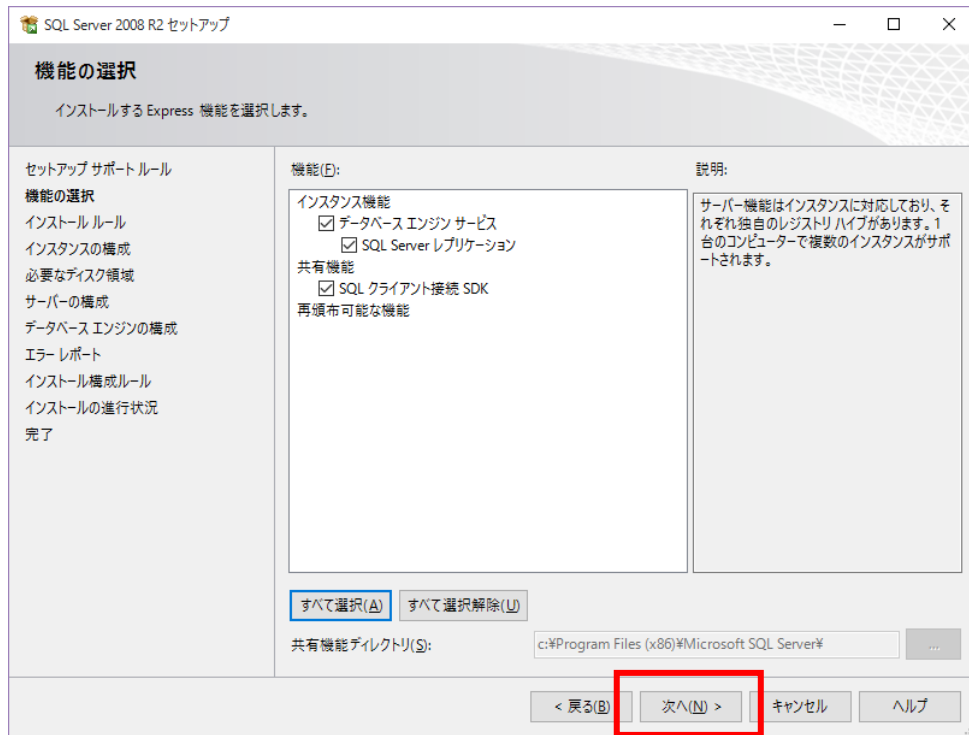 SQL Server 2008 R2 セットアップ
機能の選択
インストールする Express 機能を選択します。
セットアップ サポート ルール
機能の選択
インストール ルール
インスタンスの構成
必要なディスク領域
サーバーの構成
データベース エンジンの構成
エラー レポート
インストール構成ルール
インストールの進行状況
完了
機能(F):
インスタンス機能
データベース エンジン サービス
SQL Server レプリケーション
共有機能
SQL クライアント接続 SDK
再頒布可能な機能
説明:
サーバー機能はインスタンスに対応しており、そ
れぞれ独自のレジストリ ハイブがあります。1
台のコンピューターで複数のインスタンスがサポ
ートされます。
すべて選択(A)
すべて選択解除(U)
共有機能ディレクトリ(S):
c:¥Program Files (x86)¥Microsoft SQL Server¥
...
< 戻る(B)
次へ(N) >
キャンセル
ヘルプ